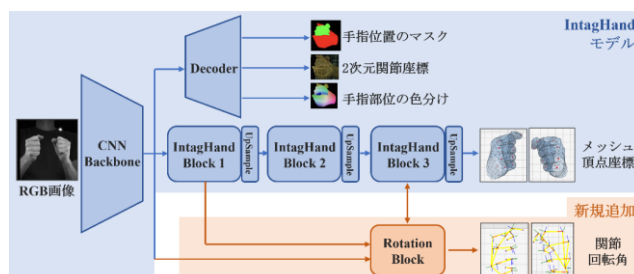 IntagHand
モデル
Decoder
手指位置のマスク
2次元関節座標
手指部位の色分け
CNN
Backbone
RGB画像
IntagHand
Block 1
UpSample
IntagHand
Block 2
UpSample
IntagHand
Block 3
UpSample
メッシュ
頂点座標
新規追加
Rotation
Block
関節
回転角